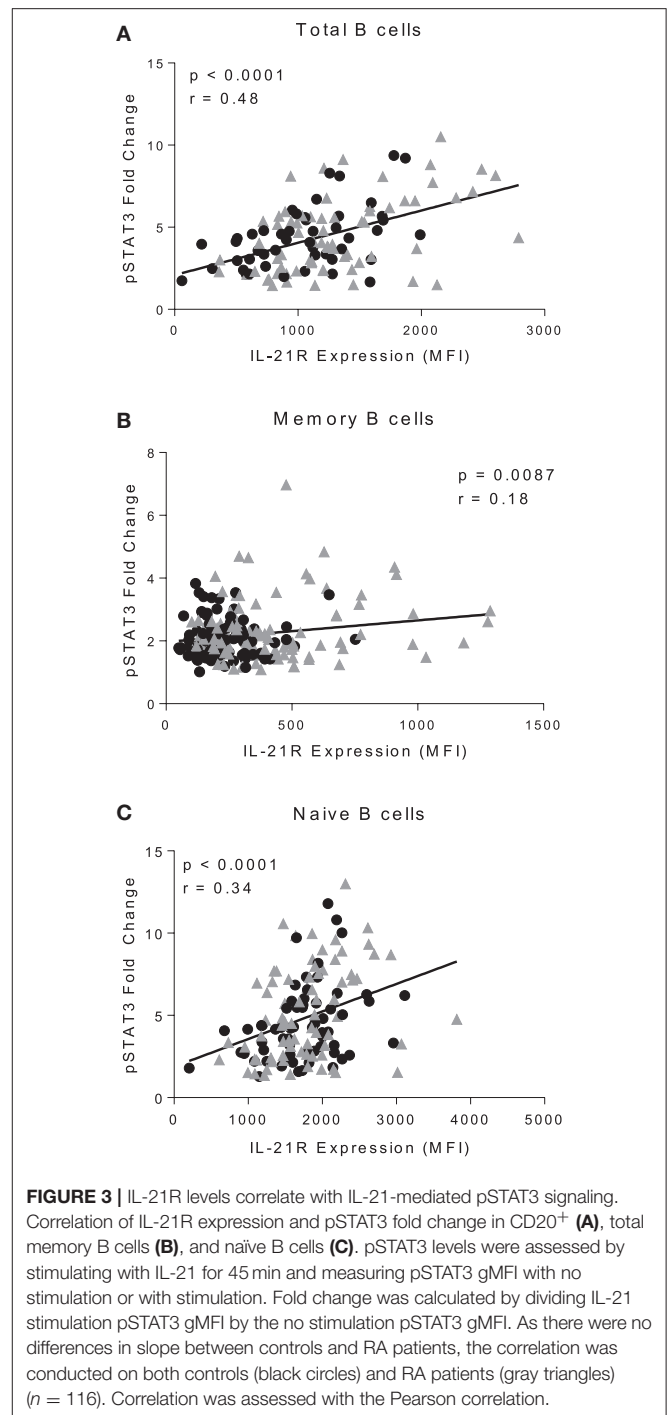 A
Total B cells
p < 0.0001
r = 0.48
15
10
5
0
pSTAT3 Fold Change
0 1000 2000 3000
IL-21R Expression (MFI)
B
Memory B cells
p = 0.0087
r = 0.18
8
6
4
2
0
pSTAT3 Fold Change
0 500 1000 1500
IL-21R Expression (MFI)
C
Naive B cells
p < 0.0001
r = 0.34
15
10
5
0
pSTAT3 Fold Change
0 1000 2000 3000 4000 5000
IL-21R Expression (MFI)
FIGURE 3 | IL-21R levels correlate with IL-21-mediated pSTAT3 signaling.
Correlation of IL-21R expression and pSTAT3 fold change in CD20⁺ (A), total
memory B cells (B), and naïve B cells (C). pSTAT3 levels were assessed by
stimulating with IL-21 for 45 min and measuring pSTAT3 gMFI with no
stimulation or with stimulation. Fold change was calculated by dividing IL-21
stimulation pSTAT3 gMFI by the no stimulation pSTAT3 gMFI. As there were no
differences in slope between controls and RA patients, the correlation was
conducted on both controls (black circles) and RA patients (gray triangles)
(n = 116). Correlation was assessed with the Pearson correlation.